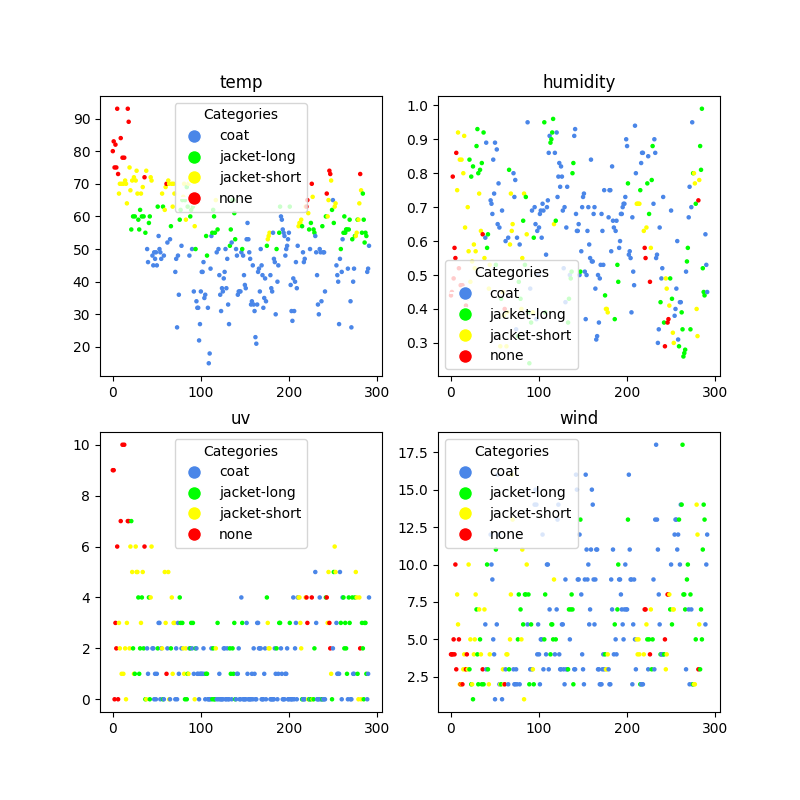 temp
Categories
coat
jacket-long
jacket-short
none
90
80
70
60
50
40
30
20
0
100
200
300
humidity
1.0
0.9
0.8
0.7
0.6
0.5
0.4
0.3
Categories
coat
jacket-long
jacket-short
none
0
100
200
300
uv
Categories
coat
jacket-long
jacket-short
none
10
8
6
4
2
0
0
100
200
300
wind
Categories
coat
jacket-long
jacket-short
none
17.5
15.0
12.5
10.0
7.5
5.0
2.5
0
100
200
300